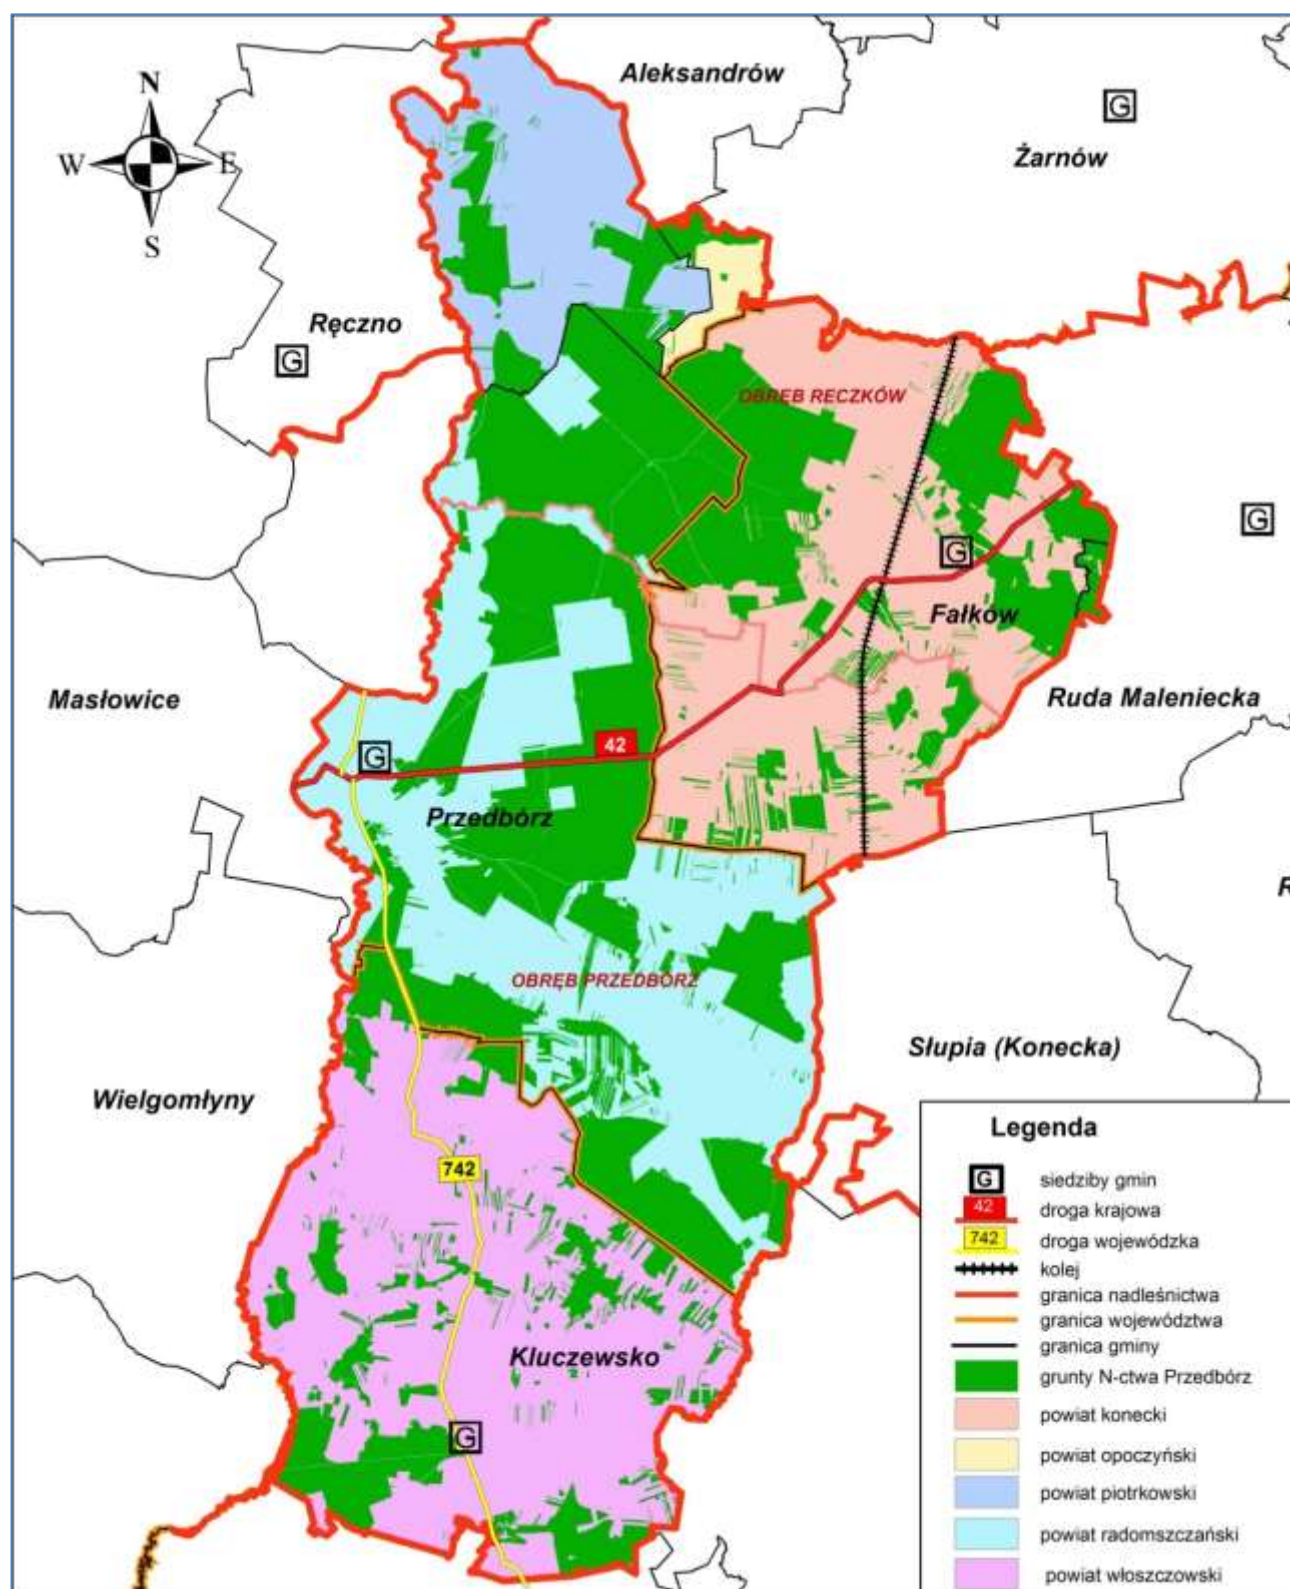 Aleksandrów
N
G
Żarnów
W
E
S
Ręczno
G
OBRĘB RECZKÓW
G
G
Fałków
Masłowice
Ruda Maleniecka
42
G
Przedbórz
R
OBRĘB PRZEDBÓRZ
Słupia (Konecka)
Wielgomłyny
742
Kluczewsko
G
Legenda
G siedziby gmin
42 droga krajowa
742 droga wojewódzka
kolej
granica nadleśnictwa
granica województwa
granica gminy
grunty N-ctwa Przedbórz
powiat konecki
powiat opoczyński
powiat piotrkowski
powiat radomszczański
powiat włoszczowski